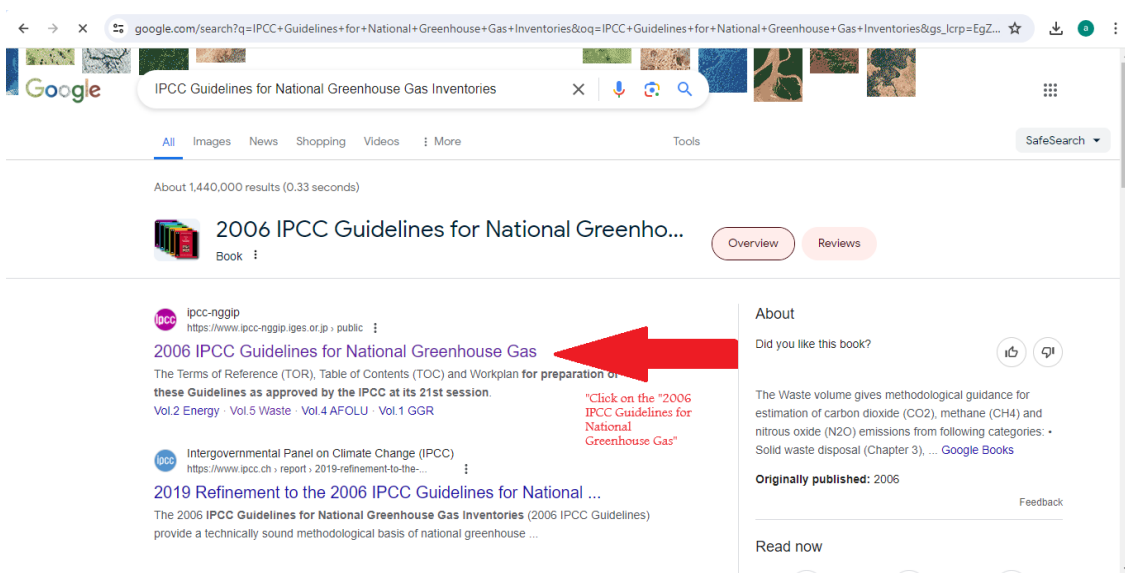 google.com/search?q=IPCC+Guidelines+for+National+Greenhouse+Gas+Inventories&oq=IPCC+Guidelines+for+National+Greenhouse+Gas+Inventories&gs_lcrp=EgZ...
a
Google
IPCC Guidelines for National Greenhouse Gas Inventories
All Images News Shopping Videos More Tools
SafeSearch
About 1,440,000 results (0.33 seconds)
2006 IPCC Guidelines for National Greenho...
Book
Overview
Reviews
ipcc
ipcc-nggip
https://www.ipcc-nggip.iges.or.jp › public
2006 IPCC Guidelines for National Greenhouse Gas
The Terms of Reference (TOR), Table of Contents (TOC) and Workplan for preparation of
these Guidelines as approved by the IPCC at its 21st session.
Vol.2 Energy · Vol.5 Waste · Vol.4 AFOLU · Vol.1 GGR
"Click on the "2006
IPCC Guidelines for
National
Greenhouse Gas"
ipcc
Intergovernmental Panel on Climate Change (IPCC)
https://www.ipcc.ch › report › 2019-refinement-to-the-...
2019 Refinement to the 2006 IPCC Guidelines for National ...
The 2006 IPCC Guidelines for National Greenhouse Gas Inventories (2006 IPCC Guidelines)
provide a technically sound methodological basis of national greenhouse ...
About
Did you like this book?
The Waste volume gives methodological guidance for
estimation of carbon dioxide (CO2), methane (CH4) and
nitrous oxide (N2O) emissions from following categories: •
Solid waste disposal (Chapter 3), ... Google Books
Originally published: 2006
Feedback
Read now